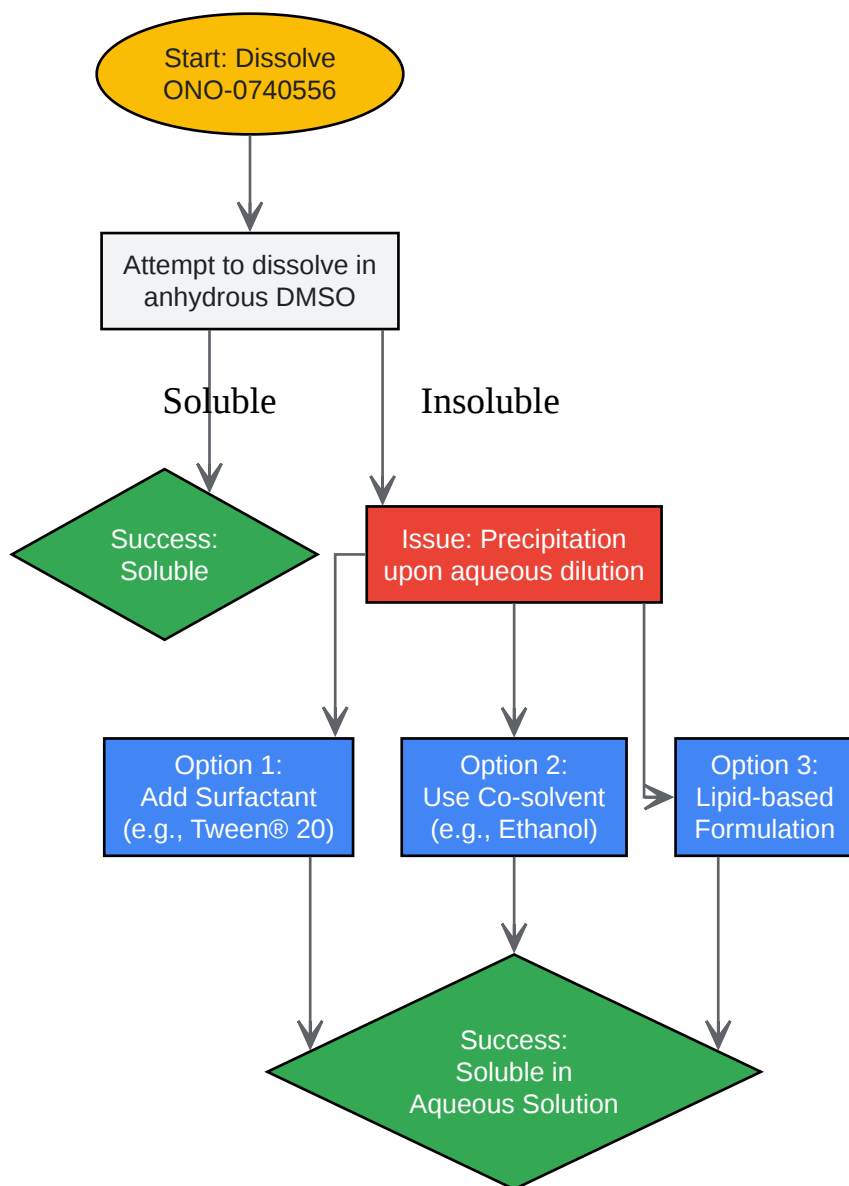 Start: Dissolve
ONO-0740556
Attempt to dissolve in
anhydrous DMSO
Soluble
Insoluble
Success:
Soluble
Issue: Precipitation
upon aqueous dilution
Option 1:
Add Surfactant
(e.g., Tween® 20)
Option 2:
Use Co-solvent
(e.g., Ethanol)
Option 3:
Lipid-based
Formulation
Success:
Soluble in
Aqueous Solution